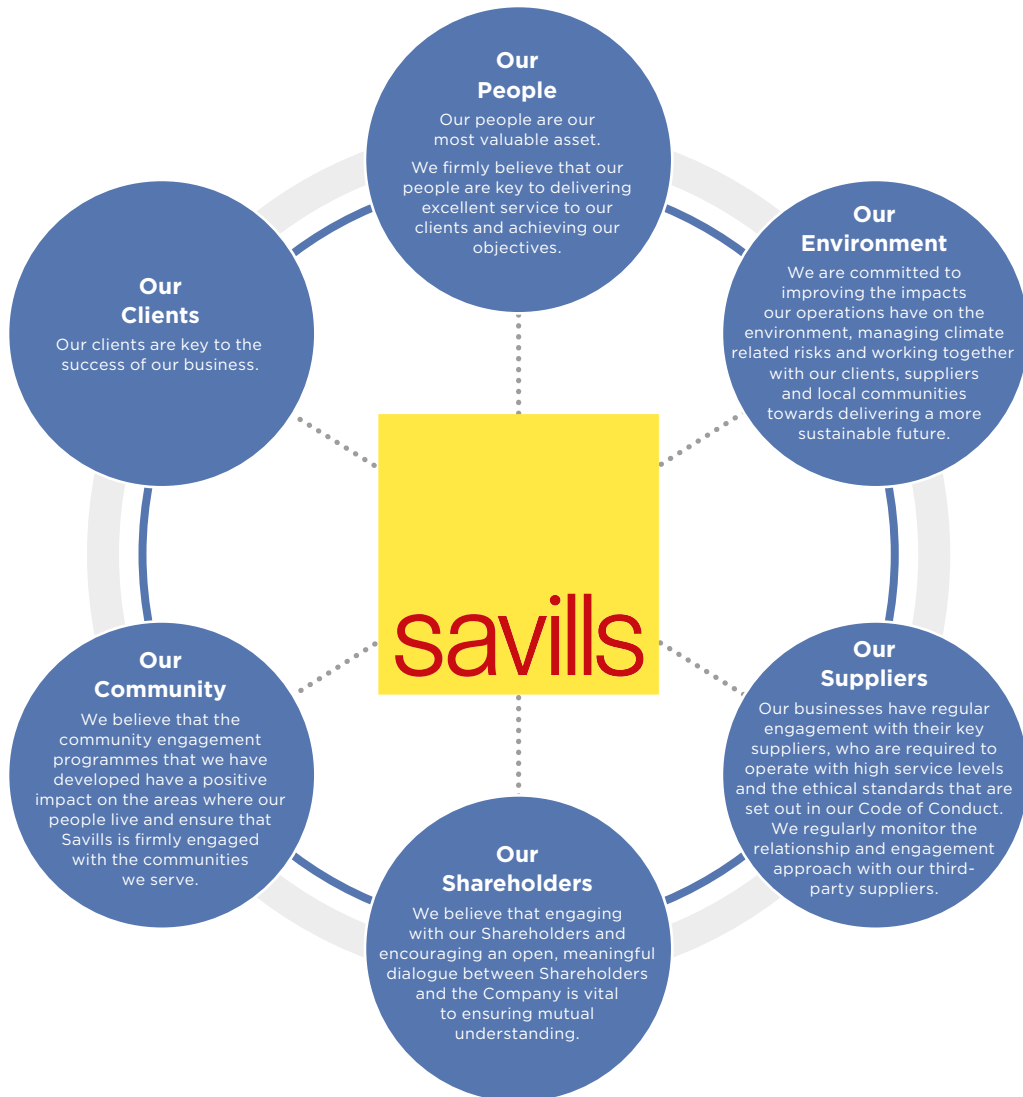 Our
People
Our people are our
most valuable asset.
We firmly believe that our
people are key to delivering
excellent service to our
clients and achieving our
objectives.
Our
Environment
We are committed to
improving the impacts
our operations have on the
environment, managing climate
related risks and working together
with our clients, suppliers
and local communities
towards delivering a more
sustainable future.
Our
Clients
Our clients are key to the
success of our business.
savills
Our
Community
We believe that the
community engagement
programmes that we have
developed have a positive
impact on the areas where our
people live and ensure that
Savills is firmly engaged
with the communities
we serve.
Our
Suppliers
Our businesses have regular
engagement with their key
suppliers, who are required to
operate with high service levels
and the ethical standards that are
set out in our Code of Conduct.
We regularly monitor the
relationship and engagement
approach with our third-
party suppliers.
Our
Shareholders
We believe that engaging
with our Shareholders and
encouraging an open, meaningful
dialogue between Shareholders
and the Company is vital
to ensuring mutual
understanding.